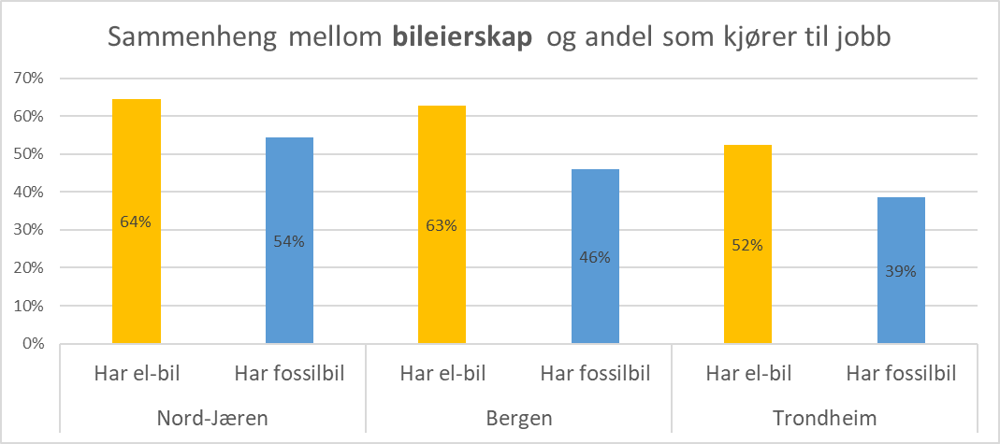 Sammenheng mellom bileierskap og andel som kjører til jobb
70%
60%
50%
40%
30%
20%
10%
0%
64%
54%
63%
46%
52%
39%
Har el-bil
Har fossilbil
Har el-bil
Har fossilbil
Har el-bil
Har fossilbil
Nord-Jæren
Bergen
Trondheim